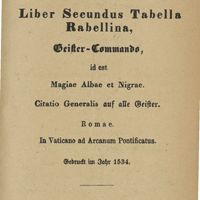 Liber Secundus Tabella
Rabellina,
Geister-Commando,
id est
Magiae Albae et Nigrae.
Citatio Generalis auf alle Geister.
Romae.
In Vaticano ad Arcanum Pontificatus.
Gedruckt im Jahr 1534.